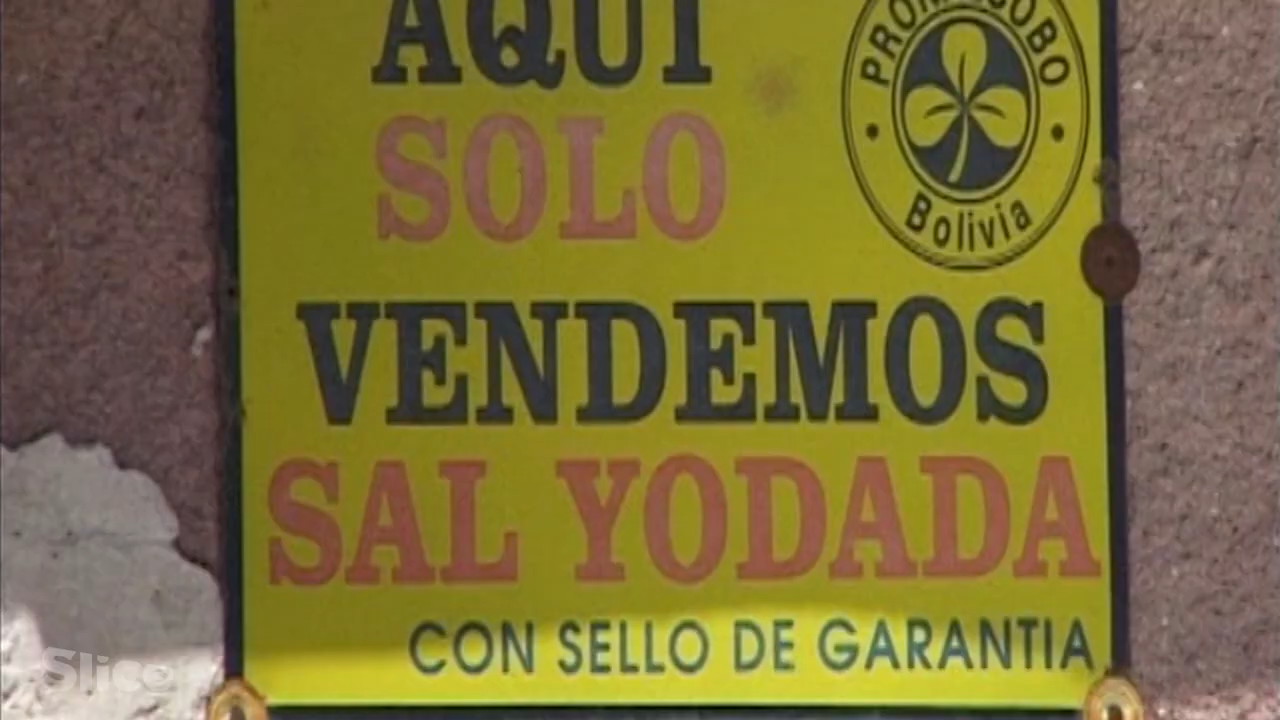 AQUI
SOLO
VENDEMOS
SAL YODADA
CON SELLO DE GARANTIA
Bolivia
Slice